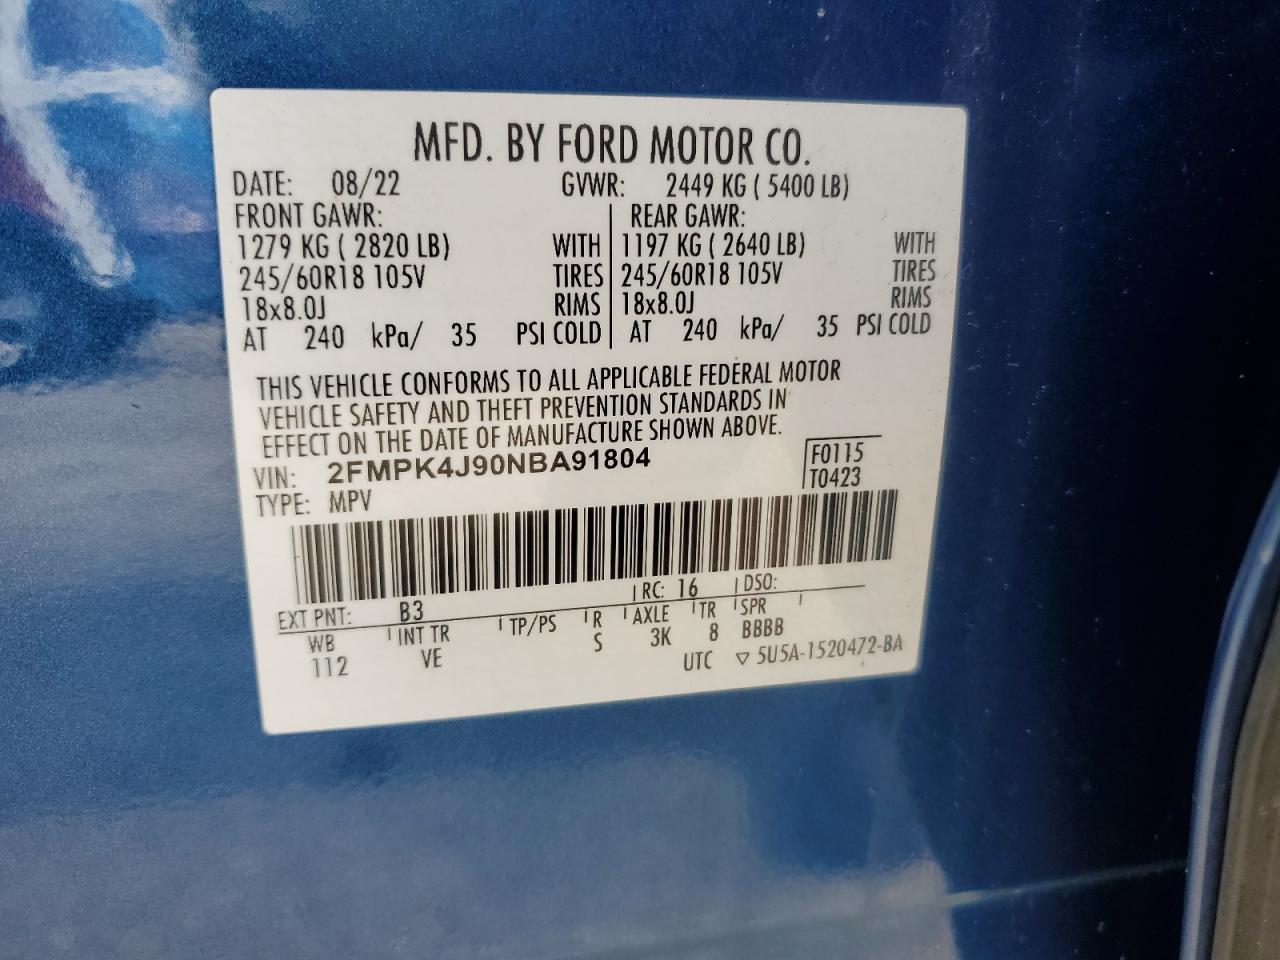 MFD. BY FORD MOTOR CO.
DATE: 08/22 GVWR: 2449 KG ( 5400 LB)
FRONT GAWR: REAR GAWR:
1279 KG ( 2820 LB) WITH 1197 KG ( 2640 LB) WITH
245/60R18 105V TIRES 245/60R18 105V TIRES
18x8.0J RIMS 18x8.0J RIMS
AT 240 kPa/ 35 PSI COLD AT 240 kPa/ 35 PSI COLD
THIS VEHICLE CONFORMS TO ALL APPLICABLE FEDERAL MOTOR
VEHICLE SAFETY AND THEFT PREVENTION STANDARDS IN
EFFECT ON THE DATE OF MANUFACTURE SHOWN ABOVE.
VIN: 2FMPK4J90NBA91804 F0115
TYPE: MPV T0423
EXT PNT: B3 RC: 16 DSO:
WB INT TR TP/PS R AXLE TR SPR
112 VE S 3K 8 BBBB
UTC ▽ 5U5A-1520472-BA